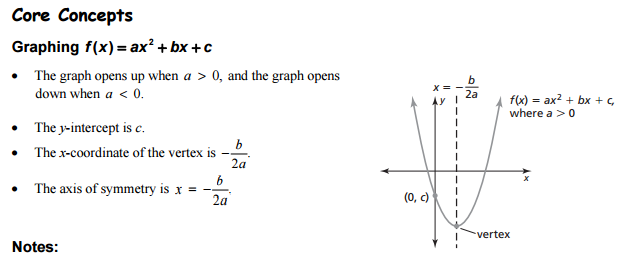 Core Concepts
Graphing f(x) = ax² + bx + c
• The graph opens up when a > 0, and the graph opens
down when a < 0.
• The y-intercept is c.
• The x-coordinate of the vertex is −b/2a.
• The axis of symmetry is x = −b/2a.
Notes:
x = −b/2a
y
f(x) = ax² + bx + c,
where a > 0
x
(0, c)
vertex